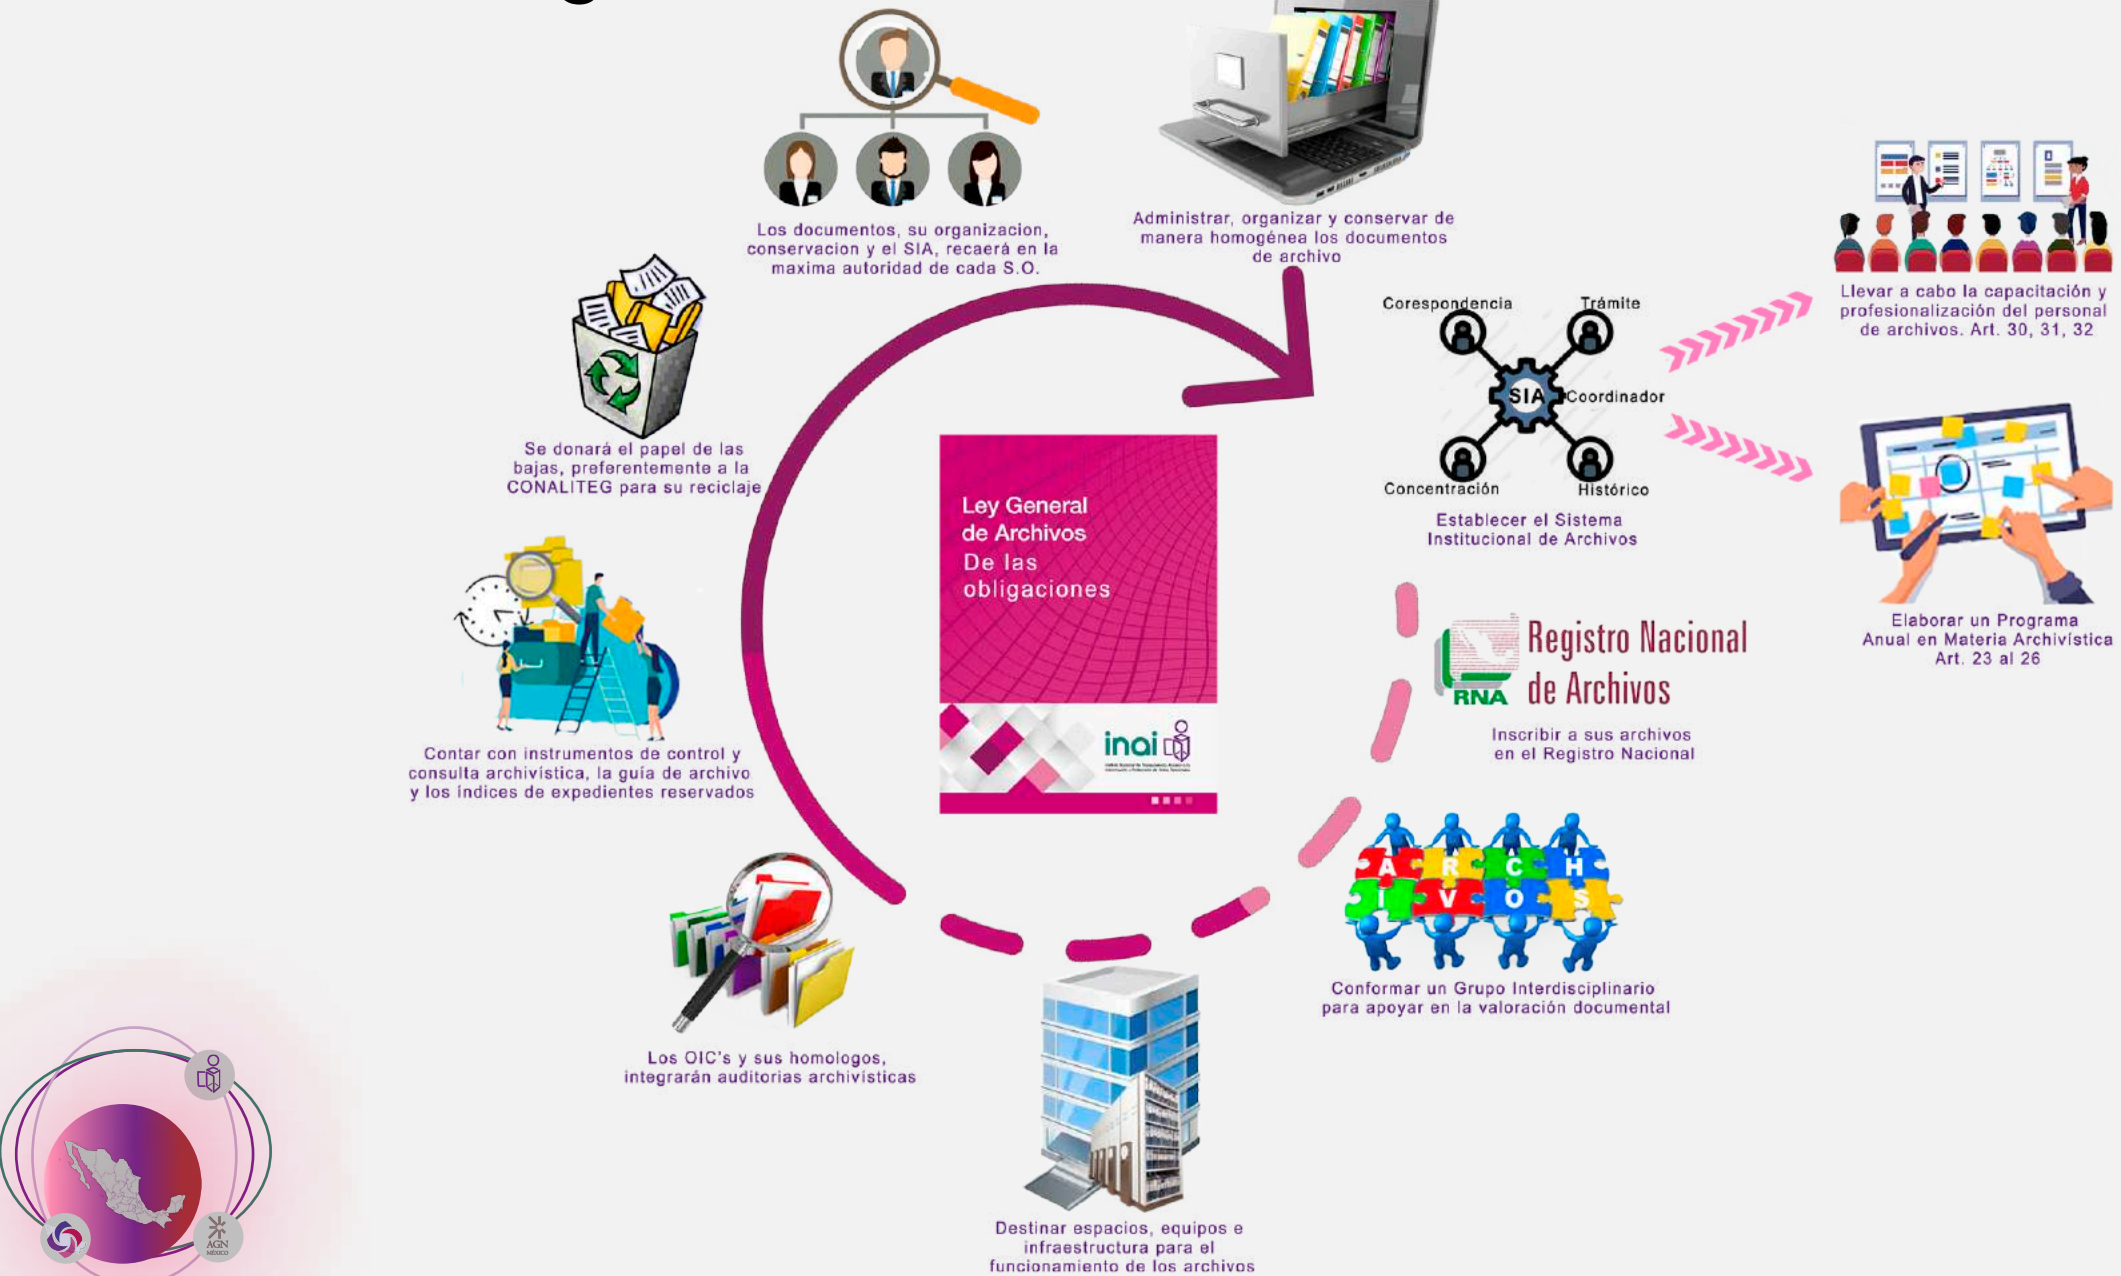 Los documentos, su organizacion,
conservacion y el SIA, recaerá en la
maxima autoridad de cada S.O.
Administrar, organizar y conservar de
manera homogénea los documentos
de archivo
Corespondencia
Trámite
SIA
Coordinador
Concentración
Histórico
Establecer el Sistema
Institucional de Archivos
Llevar a cabo la capacitación y
profesionalización del personal
de archivos. Art. 30, 31, 32
Elaborar un Programa
Anual en Materia Archivística
Art. 23 al 26
RNA
Registro Nacional
de Archivos
Inscribir a sus archivos
en el Registro Nacional
A R C H
I V O S
Conformar un Grupo Interdisciplinario
para apoyar en la valoración documental
Destinar espacios, equipos e
infraestructura para el
funcionamiento de los archivos
Los OIC's y sus homologos,
integrarán auditorias archivísticas
Contar con instrumentos de control y
consulta archivística, la guía de archivo
y los índices de expedientes reservados
Se donará el papel de las
bajas, preferentemente a la
CONALITEG para su reciclaje
Ley General
de Archivos
De las
obligaciones
inai
AGN
MÉXICO